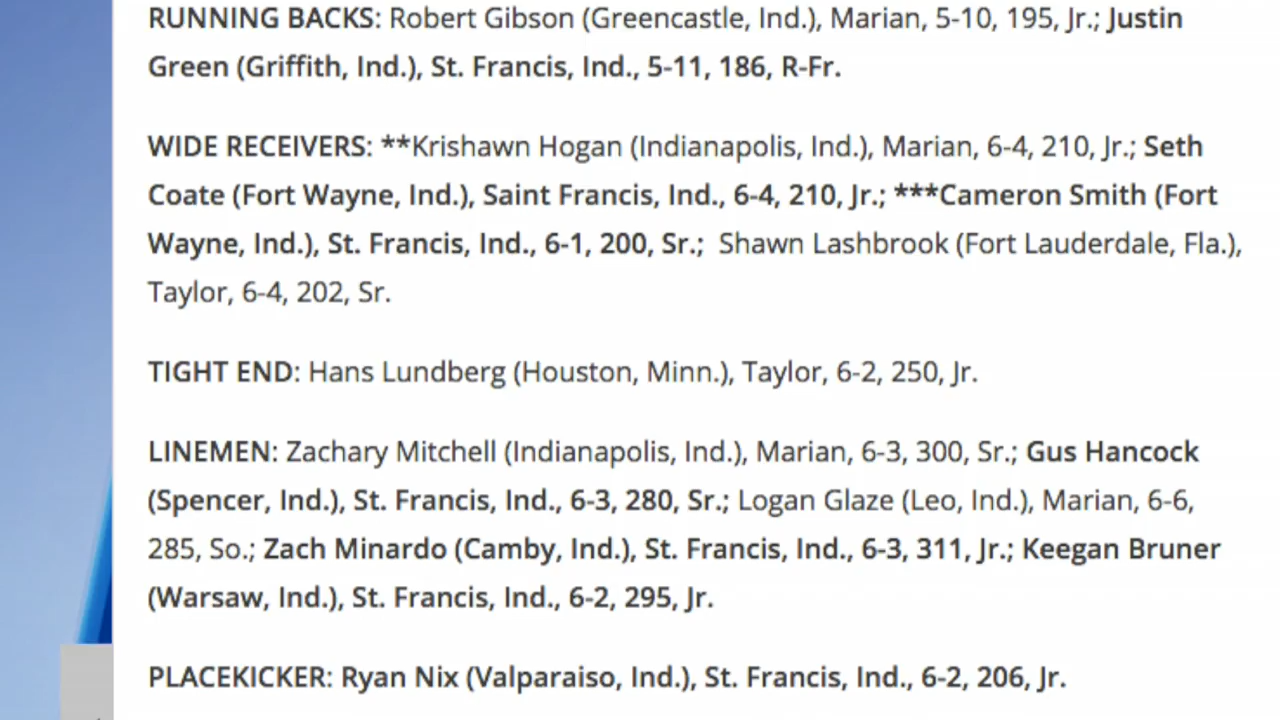 RUNNING BACKS: Robert Gibson (Greencastle, Ind.), Marian, 5-10, 195, Jr.; Justin
Green (Griffith, Ind.), St. Francis, Ind., 5-11, 186, R-Fr.
WIDE RECEIVERS: **Krishawn Hogan (Indianapolis, Ind.), Marian, 6-4, 210, Jr.; Seth
Coate (Fort Wayne, Ind.), Saint Francis, Ind., 6-4, 210, Jr.; ***Cameron Smith (Fort
Wayne, Ind.), St. Francis, Ind., 6-1, 200, Sr.; Shawn Lashbrook (Fort Lauderdale, Fla.),
Taylor, 6-4, 202, Sr.
TIGHT END: Hans Lundberg (Houston, Minn.), Taylor, 6-2, 250, Jr.
LINEMEN: Zachary Mitchell (Indianapolis, Ind.), Marian, 6-3, 300, Sr.; Gus Hancock
(Spencer, Ind.), St. Francis, Ind., 6-3, 280, Sr.; Logan Glaze (Leo, Ind.), Marian, 6-6,
285, So.; Zach Minardo (Camby, Ind.), St. Francis, Ind., 6-3, 311, Jr.; Keegan Bruner
(Warsaw, Ind.), St. Francis, Ind., 6-2, 295, Jr.
PLACEKICKER: Ryan Nix (Valparaiso, Ind.), St. Francis, Ind., 6-2, 206, Jr.